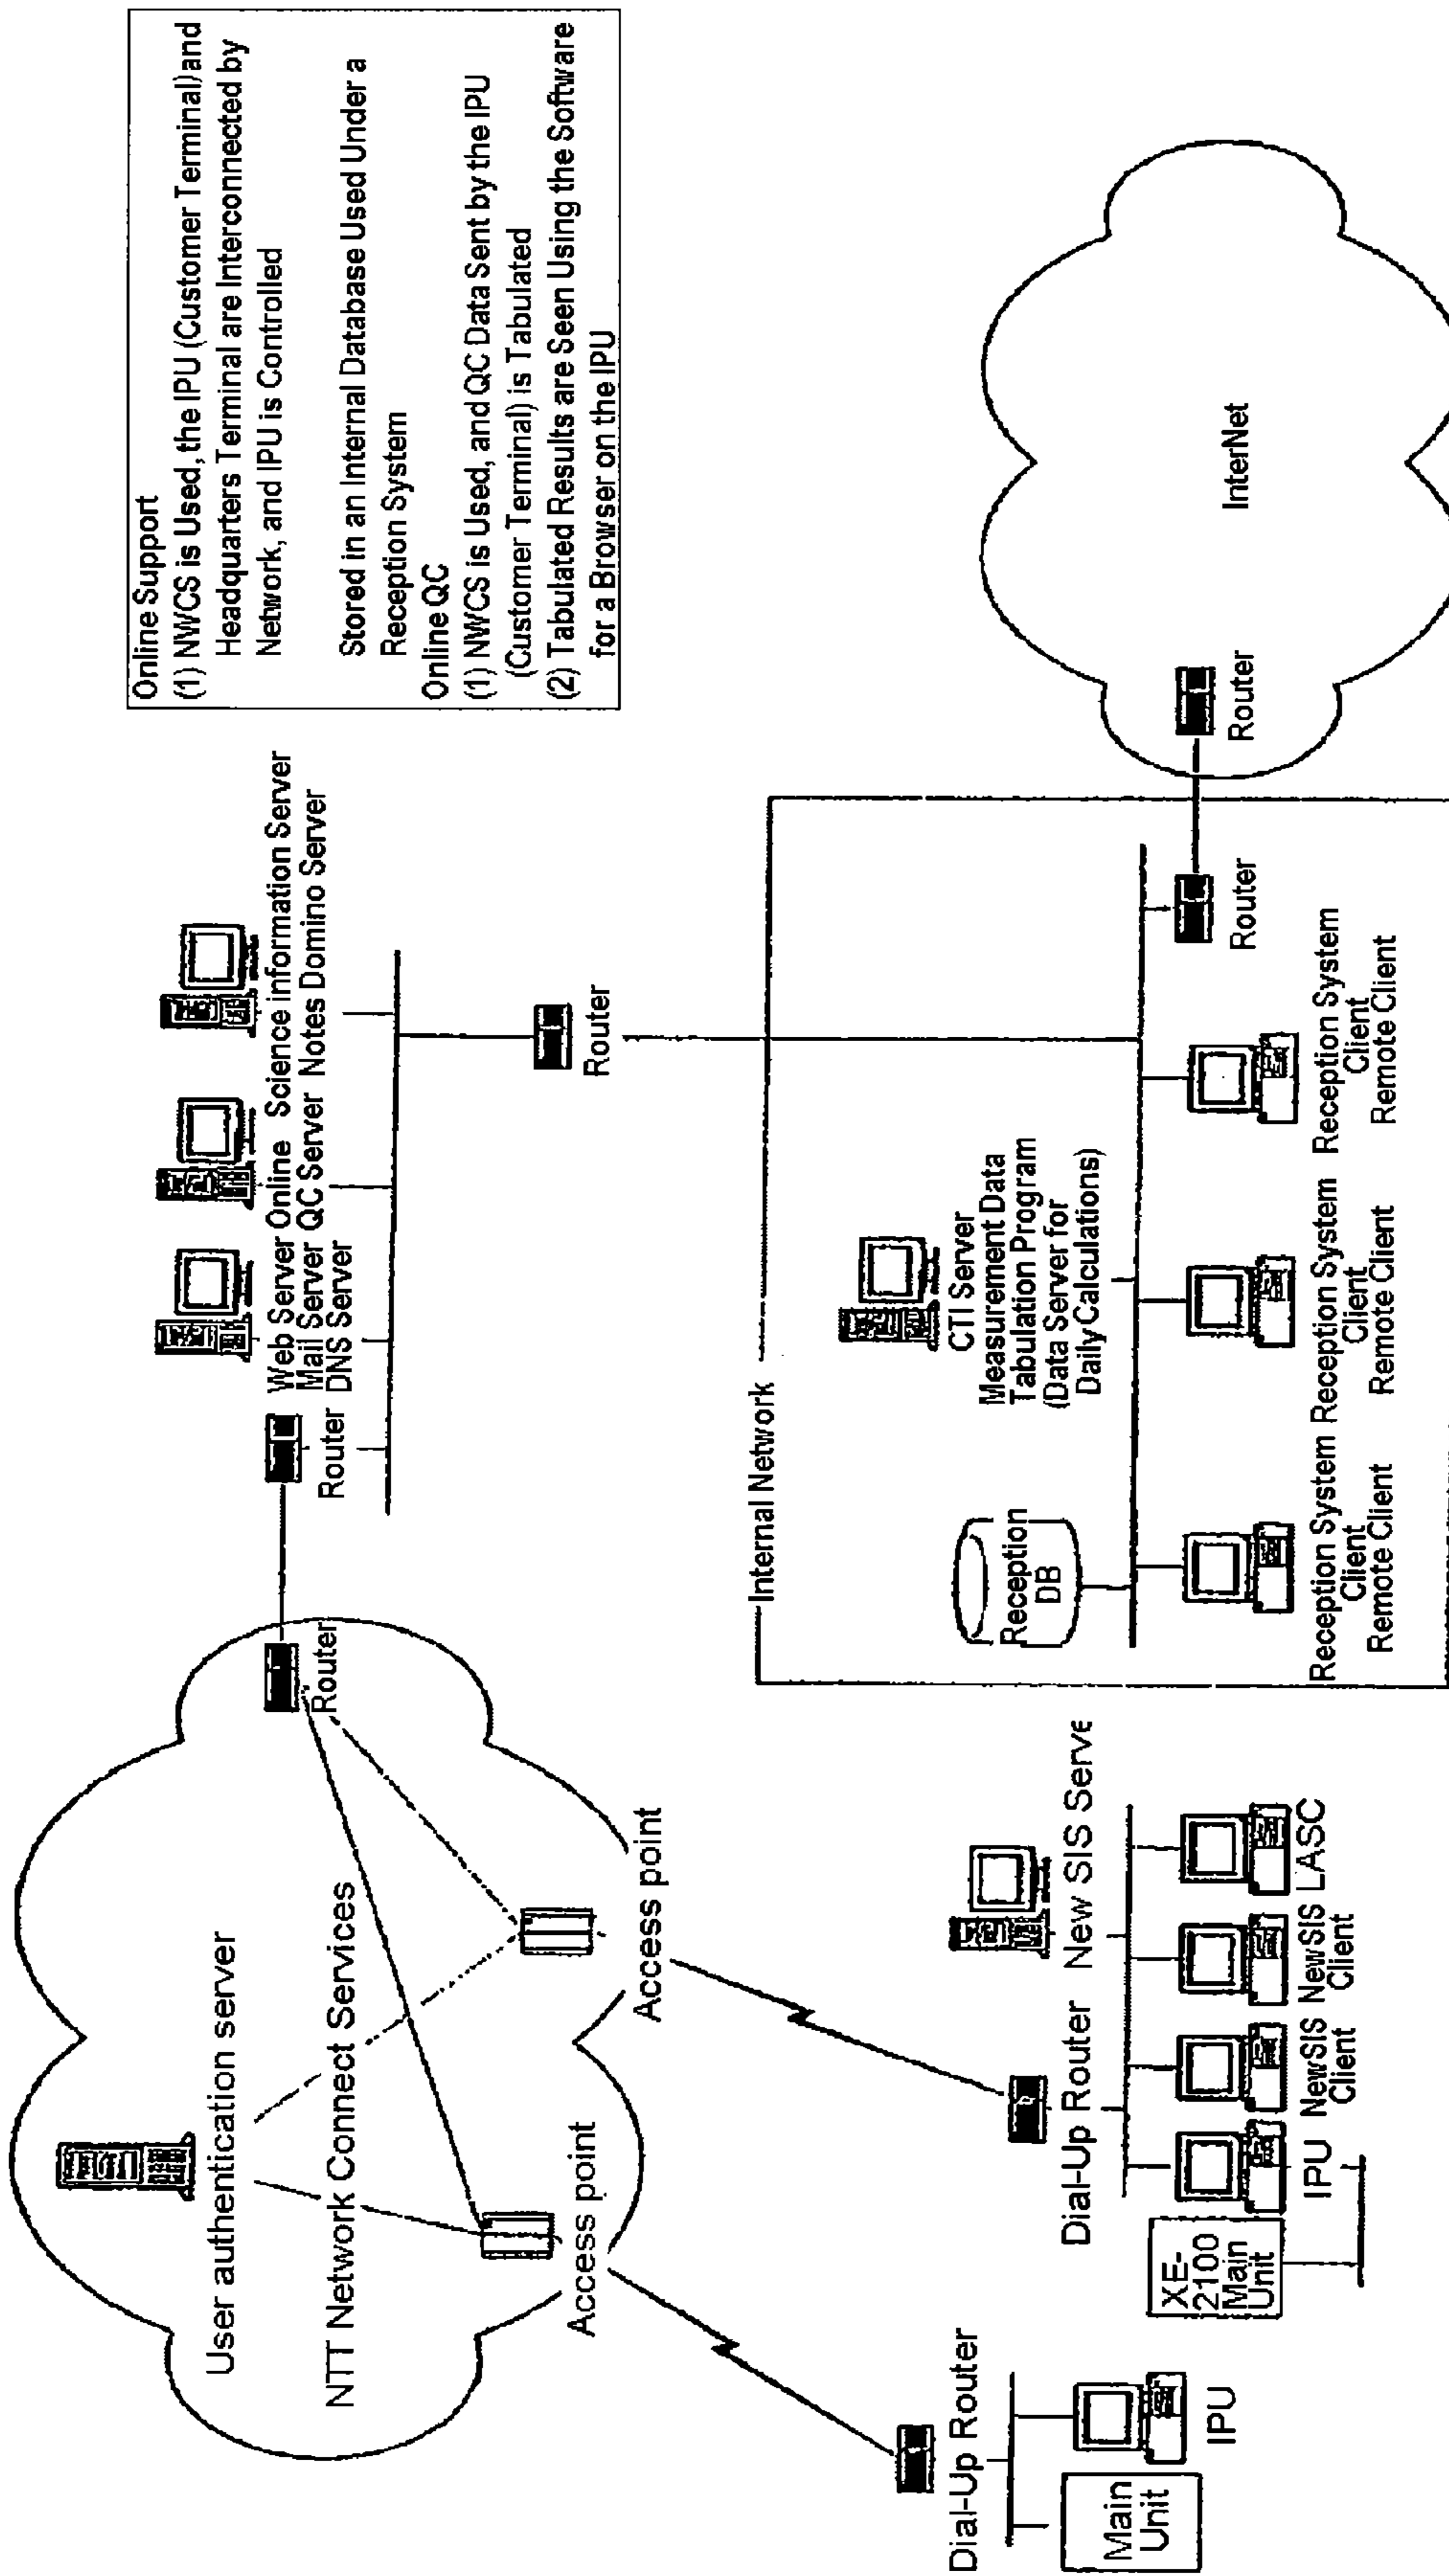 Online Support
(1) NWCS is Used, the IPU (Customer Terminal) and
Headquarters Terminal are Interconnected by
Network, and IPU is Controlled
Stored in an Internal Database Used Under a
Reception System
Online QC
(1) NWCS is Used, and QC Data Sent by the IPU
(Customer Terminal) is Tabulated
(2) Tabulated Results are Seen Using the Software
for a Browser on the IPU
User authentication server
NTT Network Connect Services
Router
Access point
Access point
Router
Web Server
Mail Server
DNS Server
Online
QC Server
Science information Server
Notes Domino Server
Router
Dial-Up Router
Main
Unit
IPU
Dial-Up Router
New SIS Serve
XE-
2100
Main
Unit
IPU
NewSIS
Client
NewSIS
Client
LASC
Internal Network
Reception
DB
CTI Server
Measurement Data
Tabulation Program
(Data Server for
DailyCalculations)
Reception System
Client
Remote Client
Reception System
Client
Remote Client
Reception System
Client
Remote Client
Router
Router
InterNet